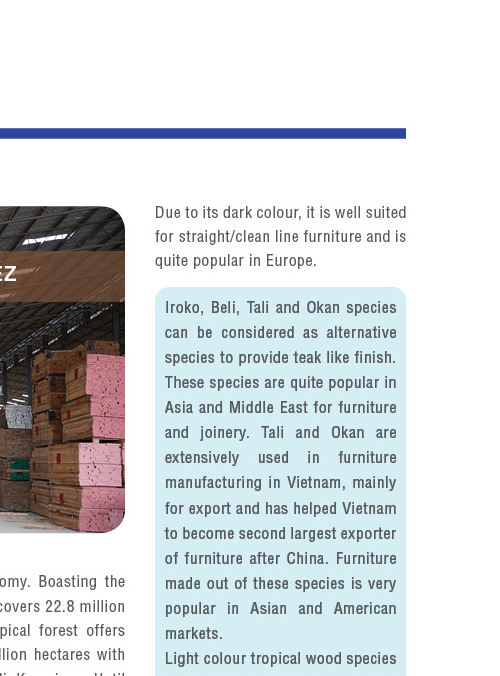 EZ
omy. Boasting the
covers 22.8 million
pical forest offers
llion hectares with
Due to its dark colour, it is well suited
for straight/clean line furniture and is
quite popular in Europe.
Iroko, Beli, Tali and Okan species
can be considered as alternative
species to provide teak like finish.
These species are quite popular in
Asia and Middle East for furniture
and joinery. Tali and Okan are
extensively used in furniture
manufacturing in Vietnam, mainly
for export and has helped Vietnam
to become second largest exporter
of furniture after China. Furniture
made out of these species is very
popular in Asian and American
markets.
Light colour tropical wood species